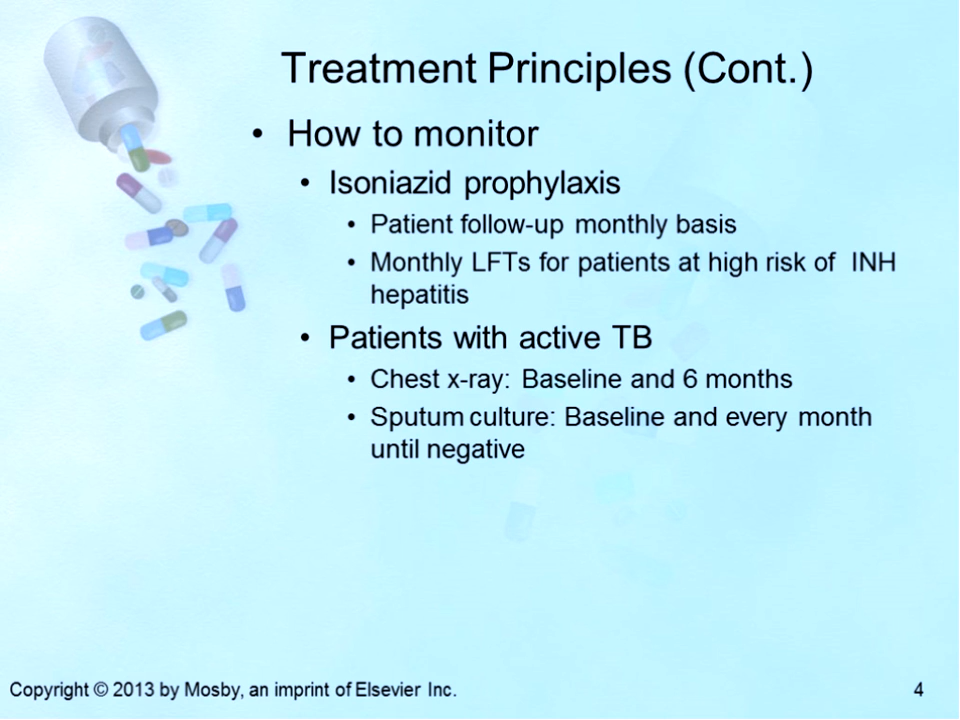 Treatment Principles (Cont.)
• How to monitor
• Isoniazid prophylaxis
• Patient follow-up monthly basis
• Monthly LFTs for patients at high risk of  INH
hepatitis
• Patients with active TB
• Chest x-ray: Baseline and 6 months
• Sputum culture: Baseline and every month
until negative
Copyright © 2013 by Mosby, an imprint of Elsevier Inc.
4